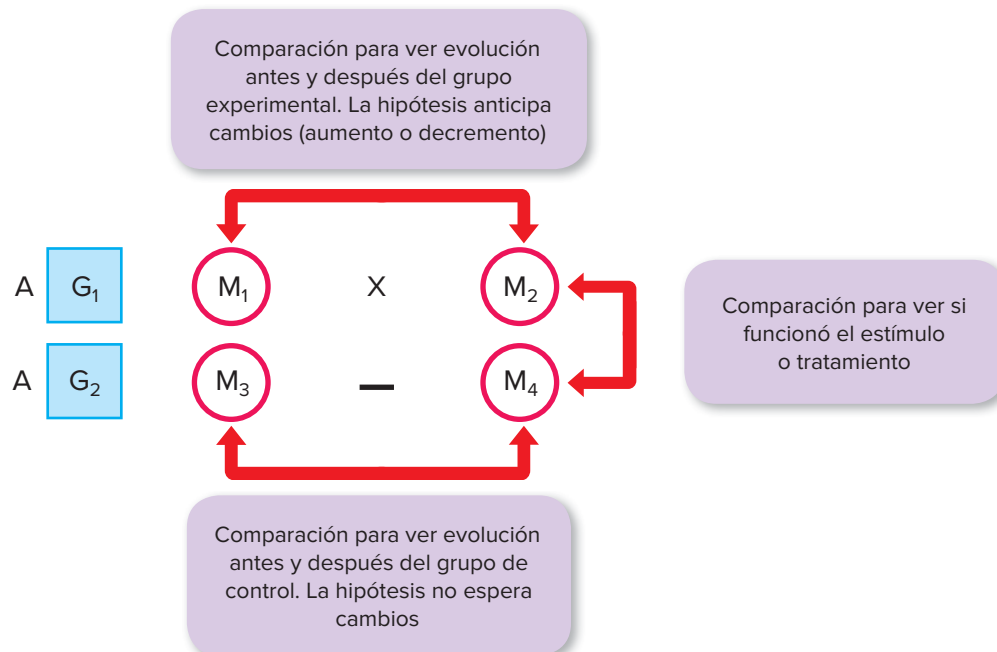 Comparación para ver evolución
antes y después del grupo
experimental. La hipótesis anticipa
cambios (aumento o decremento)
A G₁ M₁ X M₂
Comparación para ver si
funcionó el estímulo
o tratamiento
A G₂ M₃ — M₄
Comparación para ver evolución
antes y después del grupo de
control. La hipótesis no espera
cambios